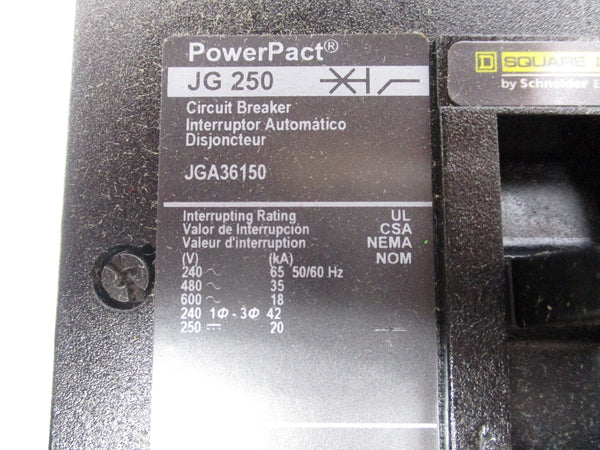 PowerPact®
JG 250
Circuit Breaker
Interruptor Automático
Disjoncteur
JGA36150
Interrupting Rating UL
Valor de Interrupción CSA
Valeur d'interruption NEMA
(V) (kA) NOM
240 ~ 65 50/60 Hz
480 ~ 35
600 ~ 18
240 1Φ - 3Φ 42
250 ⎓ 20
D SQUARE
by Schneider E